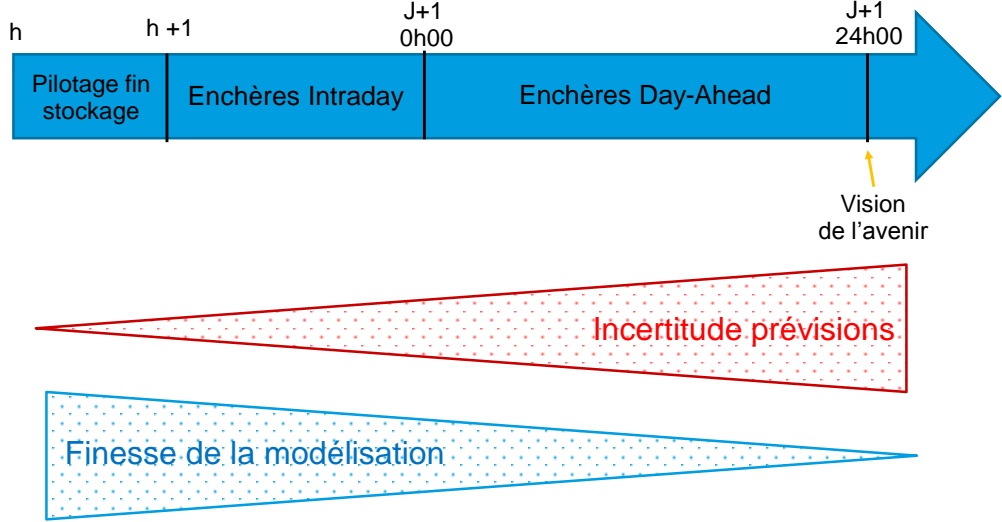 h
h +1
J+1
0h00
J+1
24h00
Pilotage fin
stockage
Enchères Intraday
Enchères Day-Ahead
Vision
de l’avenir
Incertitude prévisions
Finesse de la modélisation